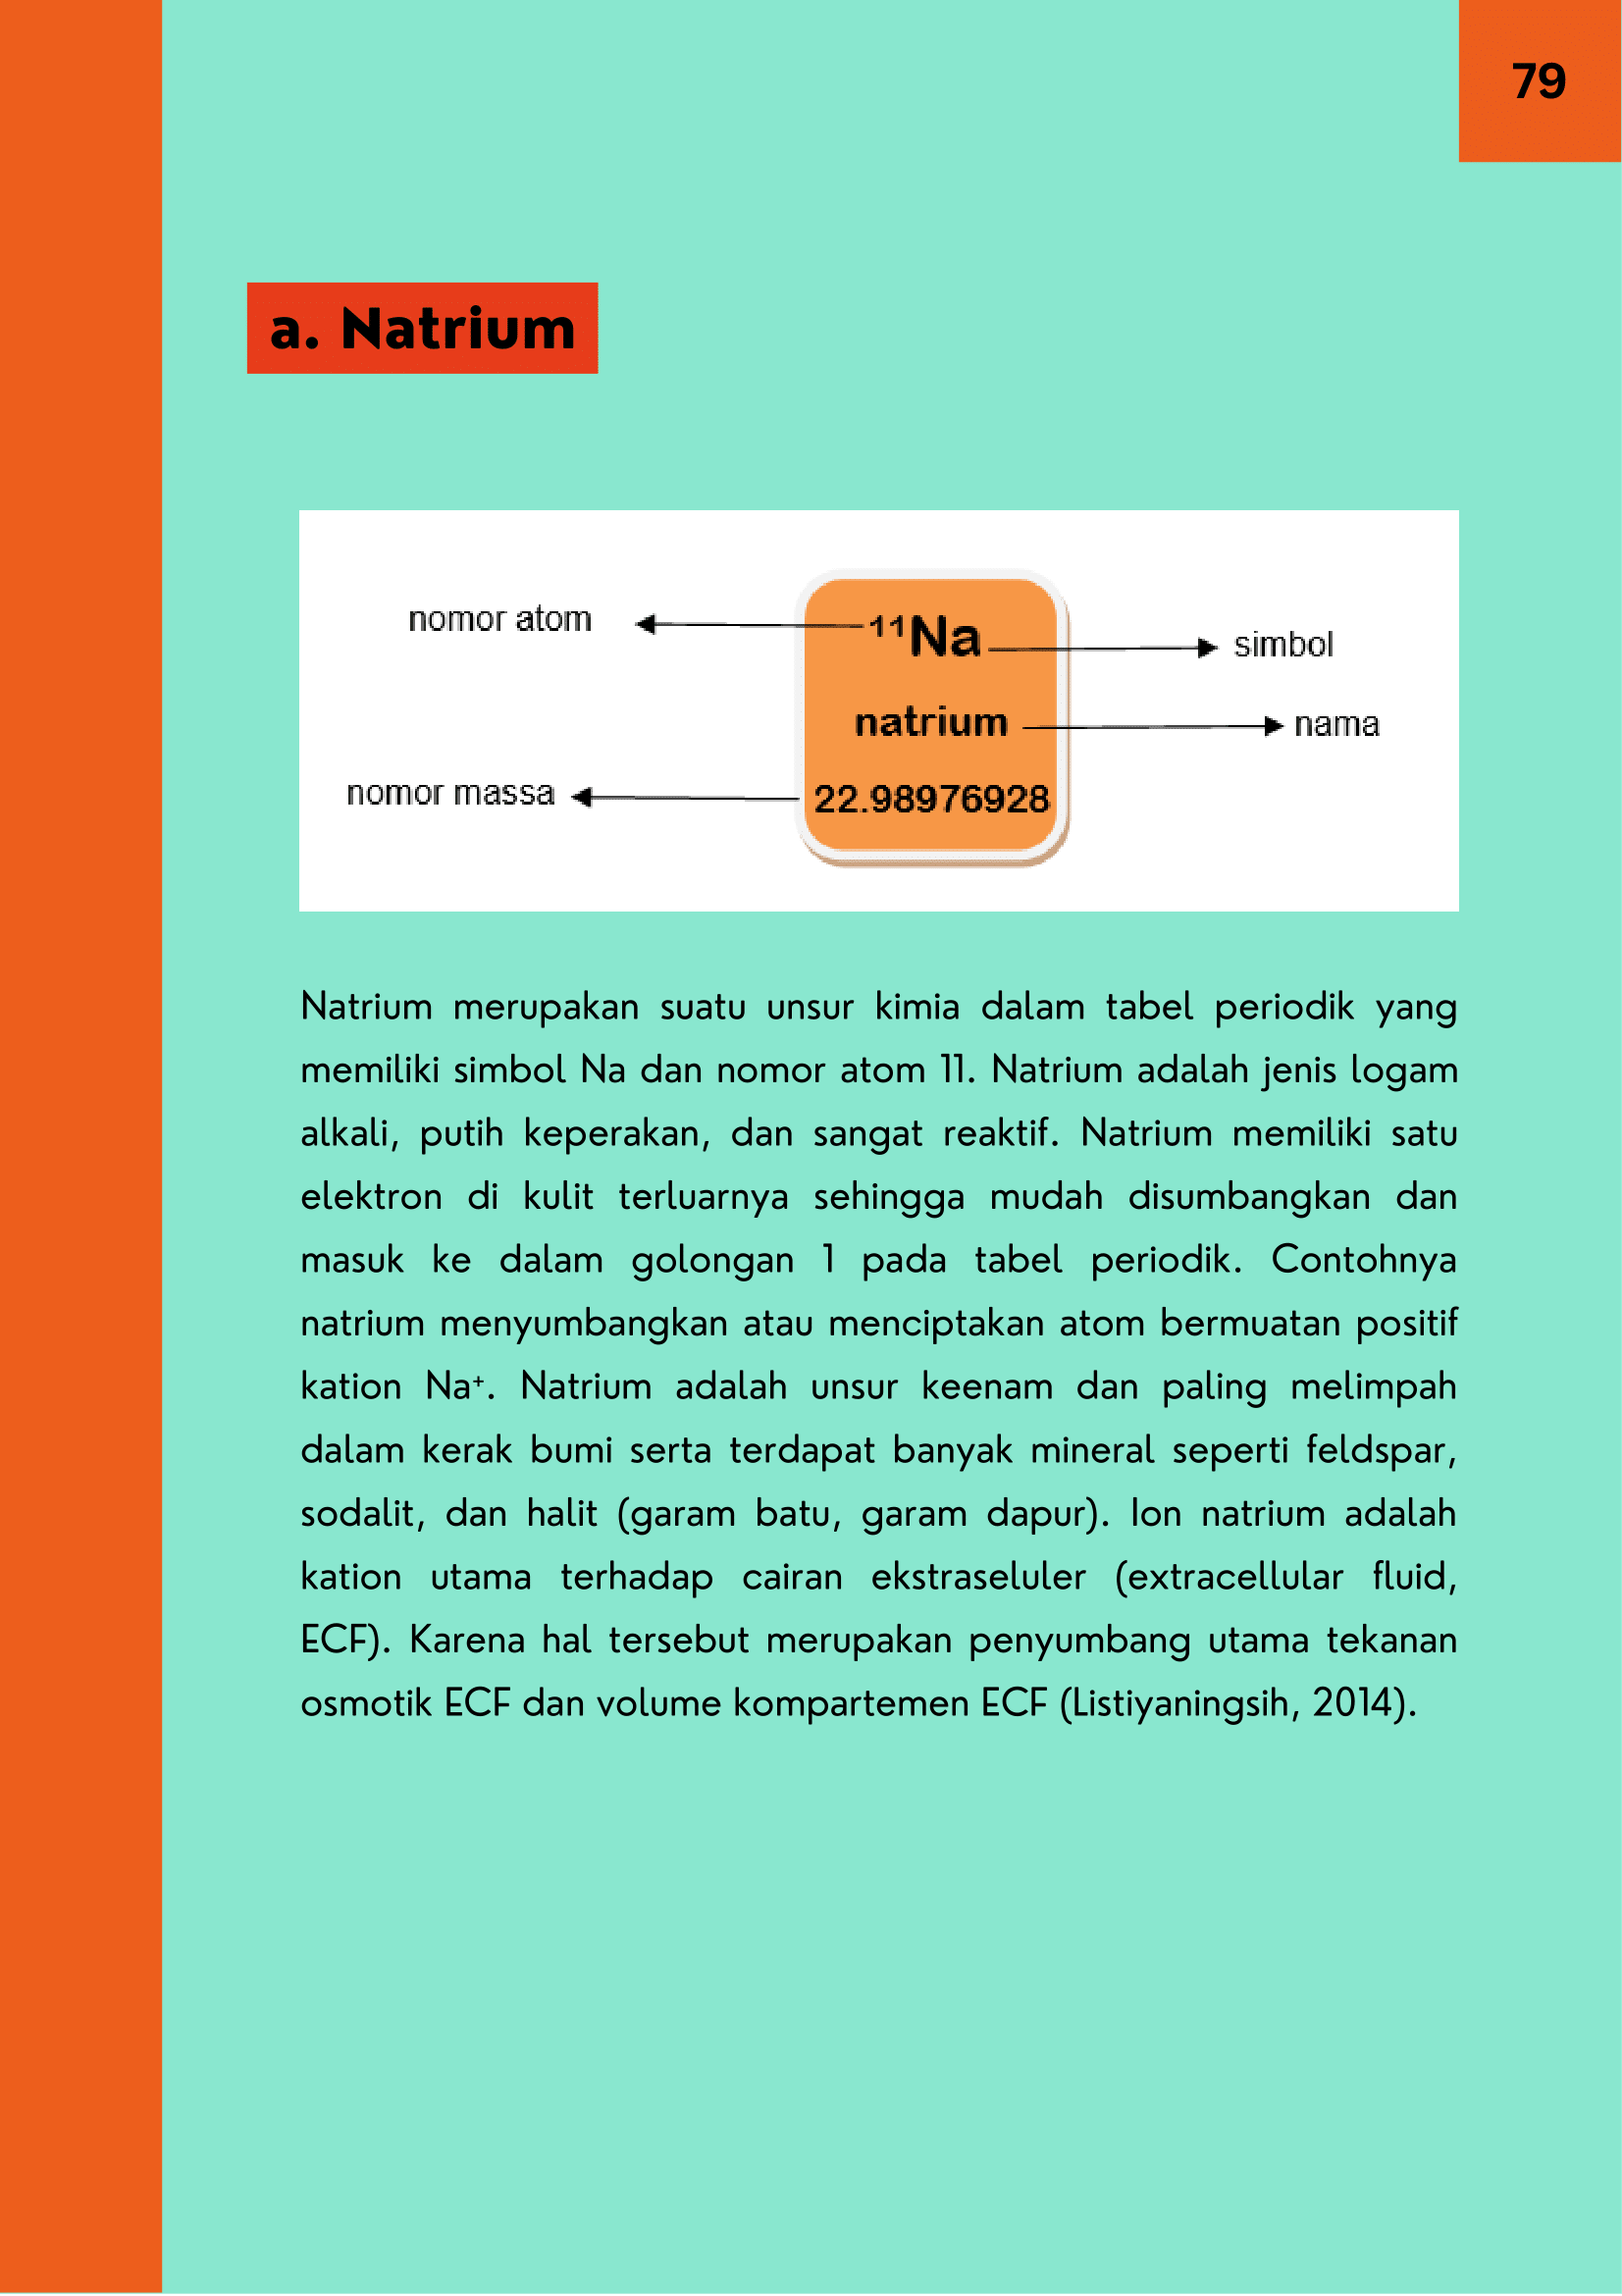 79
a. Natrium
nomor atom
¹¹Na
simbol
natrium
nama
nomor massa
22.98976928
Natrium merupakan suatu unsur kimia dalam tabel periodik yang
memiliki simbol Na dan nomor atom 11. Natrium adalah jenis logam
alkali, putih keperakan, dan sangat reaktif. Natrium memiliki satu
elektron di kulit terluarnya sehingga mudah disumbangkan dan
masuk ke dalam golongan 1 pada tabel periodik. Contohnya
natrium menyumbangkan atau menciptakan atom bermuatan positif
kation Na⁺. Natrium adalah unsur keenam dan paling melimpah
dalam kerak bumi serta terdapat banyak mineral seperti feldspar,
sodalit, dan halit (garam batu, garam dapur). Ion natrium adalah
kation utama terhadap cairan ekstraseluler (extracellular fluid,
ECF). Karena hal tersebut merupakan penyumbang utama tekanan
osmotik ECF dan volume kompartemen ECF (Listiyaningsih, 2014).